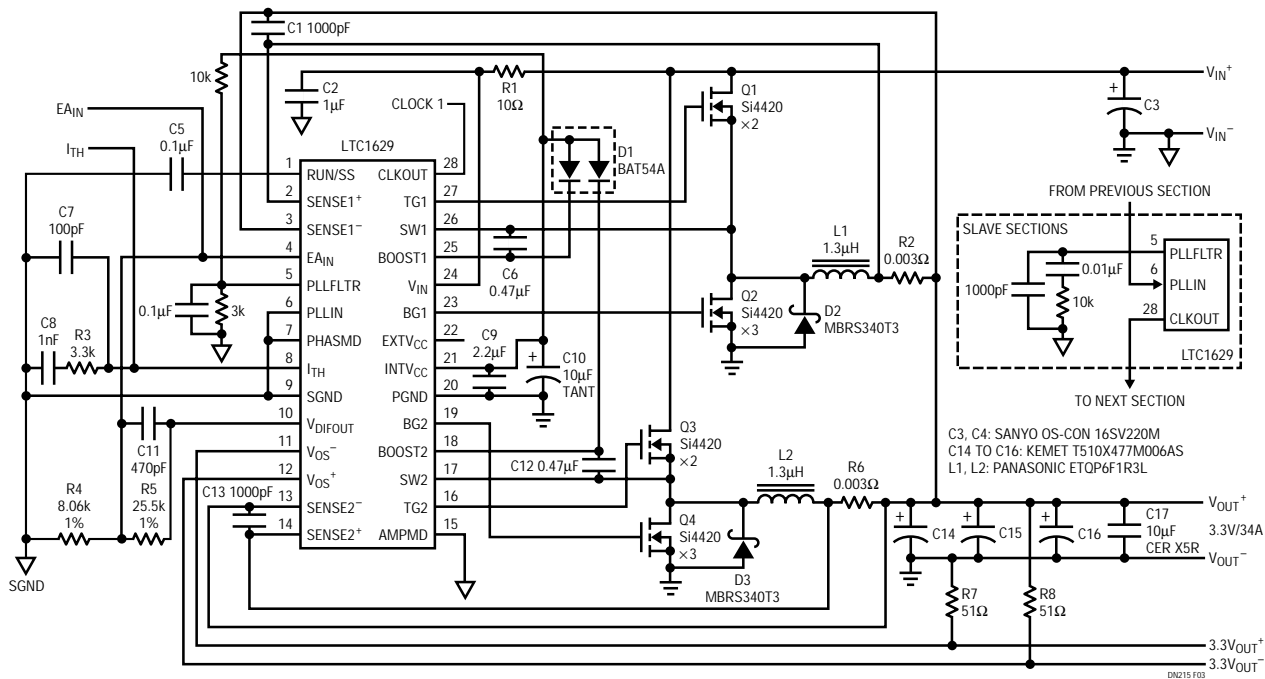 C1 1000pF
10k
C2
1µF
R1
10Ω
CLOCK 1
Q1
Si4420
×2
+
C3
VIN+
VIN−
EAIN
ITH
C5
0.1µF
LTC1629
D1
BAT54A
1
RUN/SS
CLKOUT
28
2
SENSE1+
TG1
27
3
SENSE1−
SW1
26
4
EAIN
BOOST1
25
5
PLLFLTR
VIN
24
6
PLLIN
BG1
23
7
PHASMD
EXTVCC
22
8
ITH
INTVCC
21
9
SGND
PGND
20
10
VDIFOUT
BG2
19
11
VOS−
BOOST2
18
12
VOS+
SW2
17
13
SENSE2−
TG2
16
14
SENSE2+
AMPMD
15
C7
100pF
0.1µF
3k
C8
1nF
R3
3.3k
C11
470pF
R4
8.06k
1%
R5
25.5k
1%
C13 1000pF
SGND
C6
0.47µF
C9
2.2µF
+
C10
10µF
TANT
C12 0.47µF
L1
1.3µH
R2
0.003Ω
Q2
Si4420
×3
D2
MBRS340T3
Q3
Si4420
×2
L2
1.3µH
R6
0.003Ω
Q4
Si4420
×3
D3
MBRS340T3
FROM PREVIOUS SECTION
SLAVE SECTIONS
1000pF
0.01µF
10k
5
PLLFLTR
6
PLLIN
28
CLKOUT
LTC1629
TO NEXT SECTION
C3, C4: SANYO OS-CON 16SV220M
C14 TO C16: KEMET T510X477M006AS
L1, L2: PANASONIC ETQP6F1R3L
+
C14
+
C15
+
C16
C17
10µF
CER X5R
VOUT+
3.3V/34A
VOUT−
R7
51Ω
R8
51Ω
3.3VOUT+
3.3VOUT−
DN215 F03